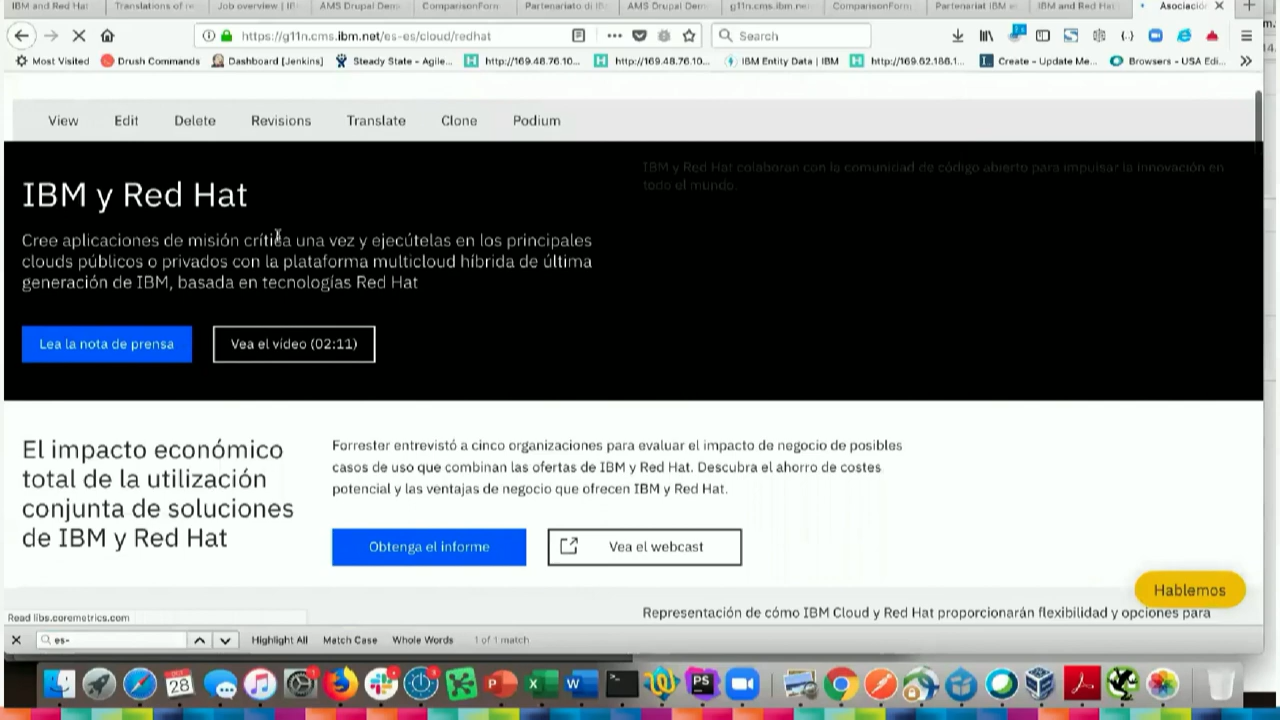 IBM and Red Hat
Translations of re
Job overview | IB
AMS Drupal Dem
ComparisonForn
Partenariato di IB
AMS Drupal Dem
g11n.cms.ibm.ne
ComparisonForm
Partenariat IBM e
IBM and Red Ha
Asociació
https://g11n.cms.ibm.net/es-es/cloud/redhat
Search
Most Visited
Drush Commands
Dashboard [Jenkins]
Steady State - Agile...
http://169.48.76.10...
http://169.48.76.10...
IBM Entity Data | IBM
http://169.62.186.1...
Create - Update Me...
Browsers - USA Edi...
View
Edit
Delete
Revisions
Translate
Clone
Podium
IBM y Red Hat colaboran con la comunidad de código abierto para impulsar la innovación en
todo el mundo.
IBM y Red Hat
Cree aplicaciones de misión crítica una vez y ejecútelas en los principales
clouds públicos o privados con la plataforma multicloud híbrida de última
generación de IBM, basada en tecnologías Red Hat
Lea la nota de prensa
Vea el vídeo (02:11)
El impacto económico
total de la utilización
conjunta de soluciones
de IBM y Red Hat
Forrester entrevistó a cinco organizaciones para evaluar el impacto de negocio de posibles
casos de uso que combinan las ofertas de IBM y Red Hat. Descubra el ahorro de costes
potencial y las ventajas de negocio que ofrecen IBM y Red Hat.
Obtenga el informe
Vea el webcast
Hablemos
Representación de cómo IBM Cloud y Red Hat proporcionarán flexibilidad y opciones para
Read libs.coremetrics.com
es-
Highlight All
Match Case
Whole Words
1 of 1 match
OCT
28
PS